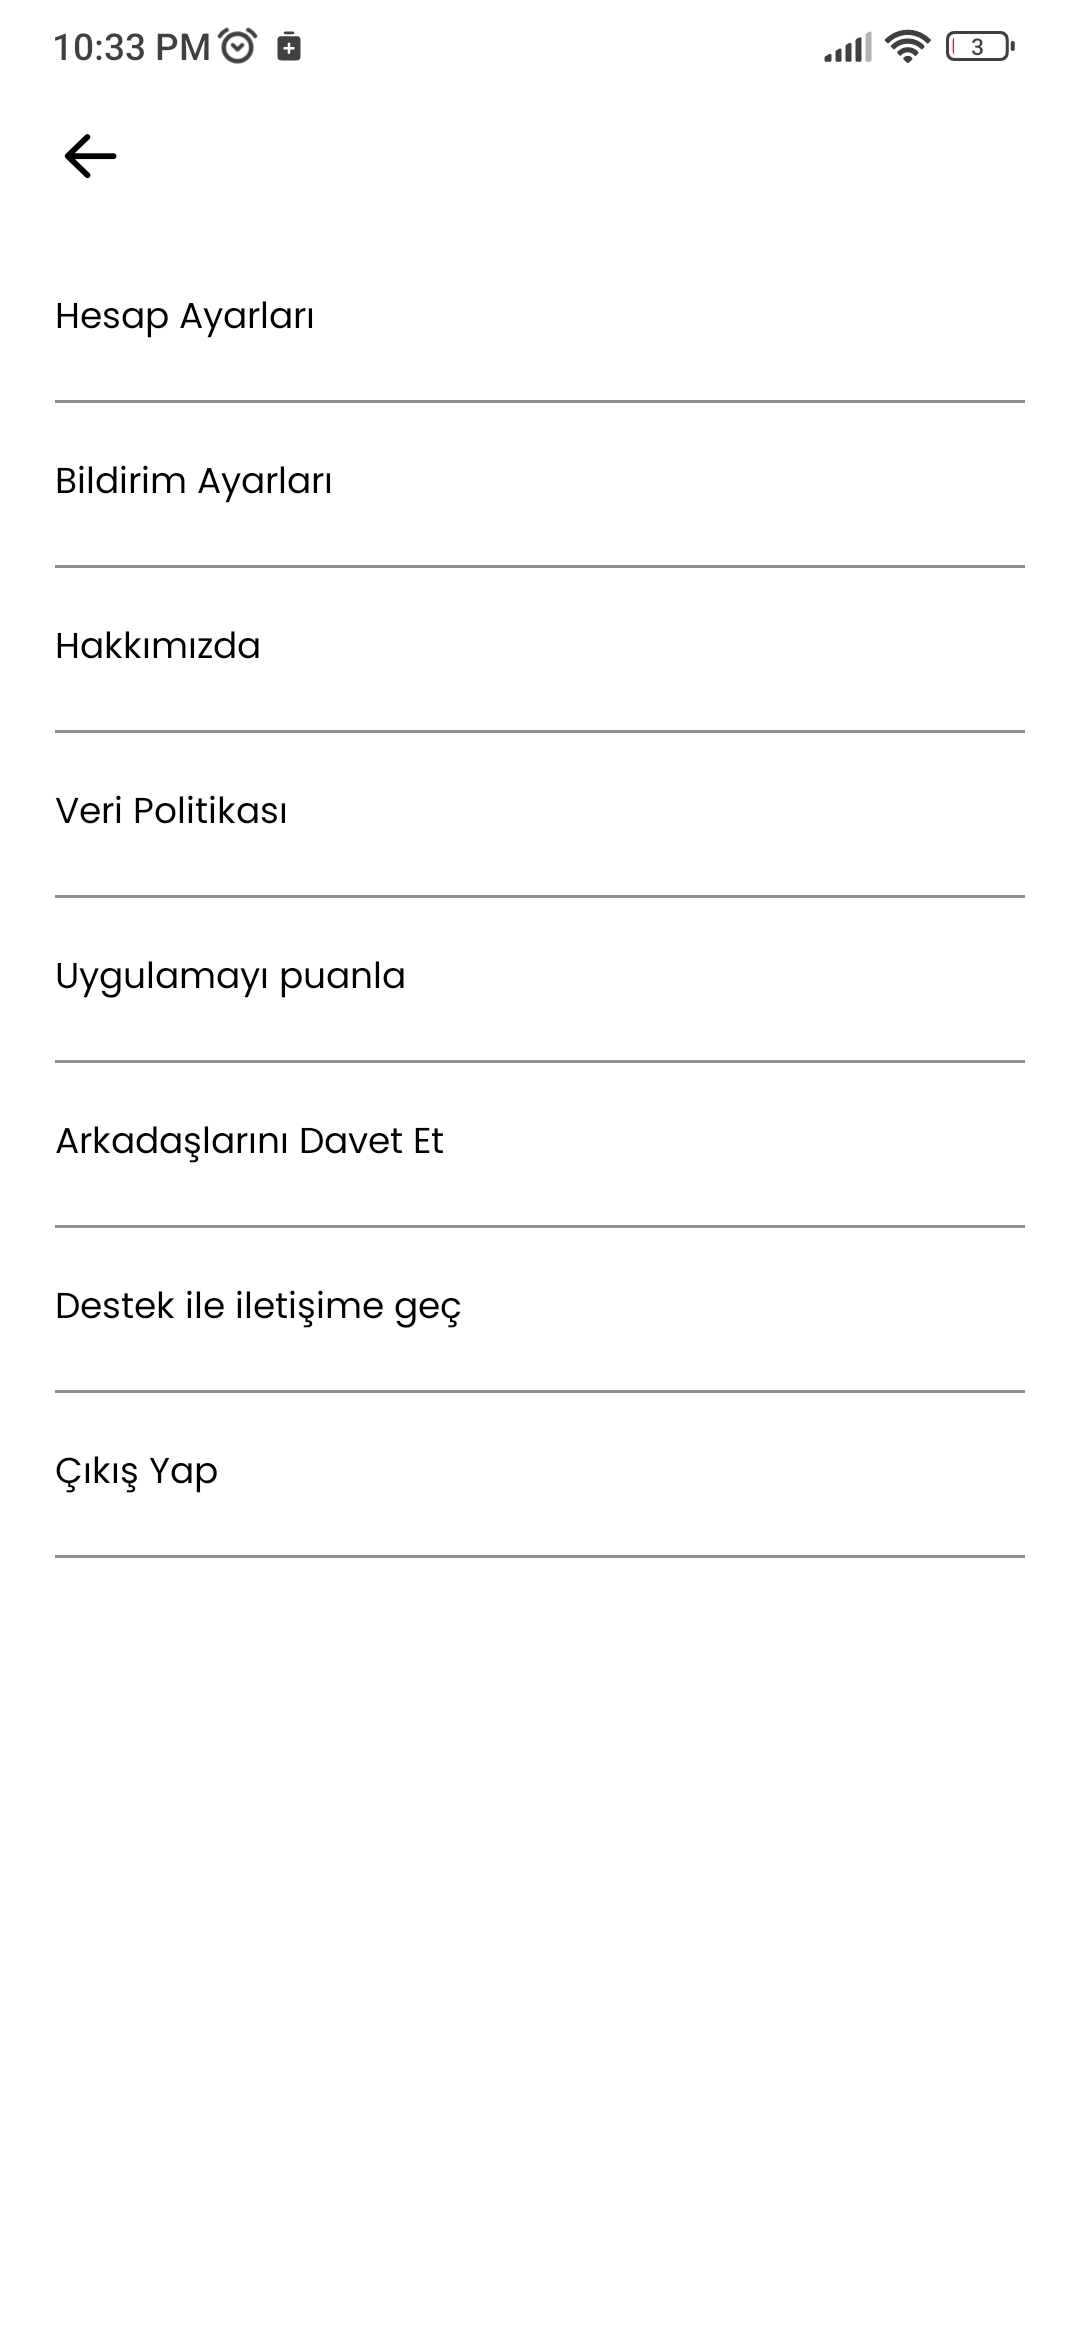 10:33 PM
3
Hesap Ayarları
Bildirim Ayarları
Hakkımızda
Veri Politikası
Uygulamayı puanla
Arkadaşlarını Davet Et
Destek ile iletişime geç
Çıkış Yap